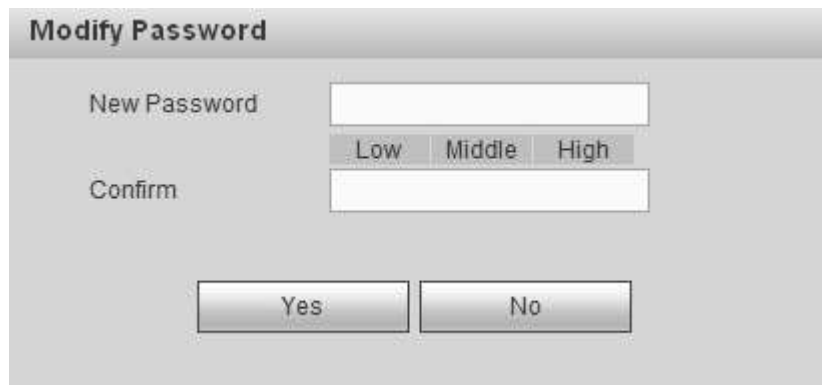 Modify Password
New Password
Low Middle High
Confirm
Yes No